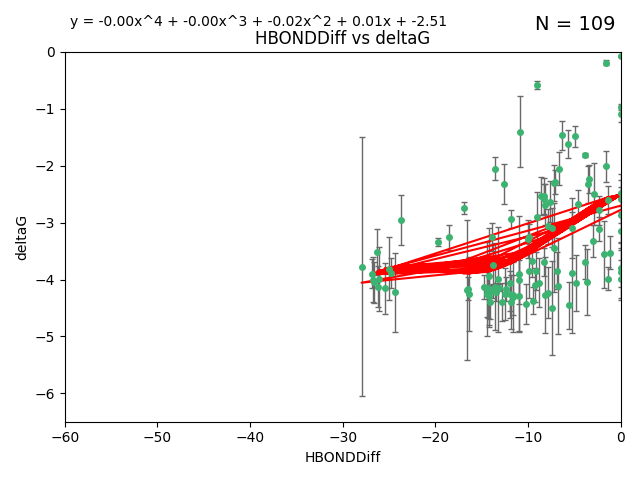 y = -0.00x^4 + -0.00x^3 + -0.02x^2 + 0.01x + -2.51
N = 109
HBONDDiff vs deltaG
0
−1
−2
−3
−4
−5
−6
deltaG
−60
−50
−40
−30
−20
−10
0
HBONDDiff